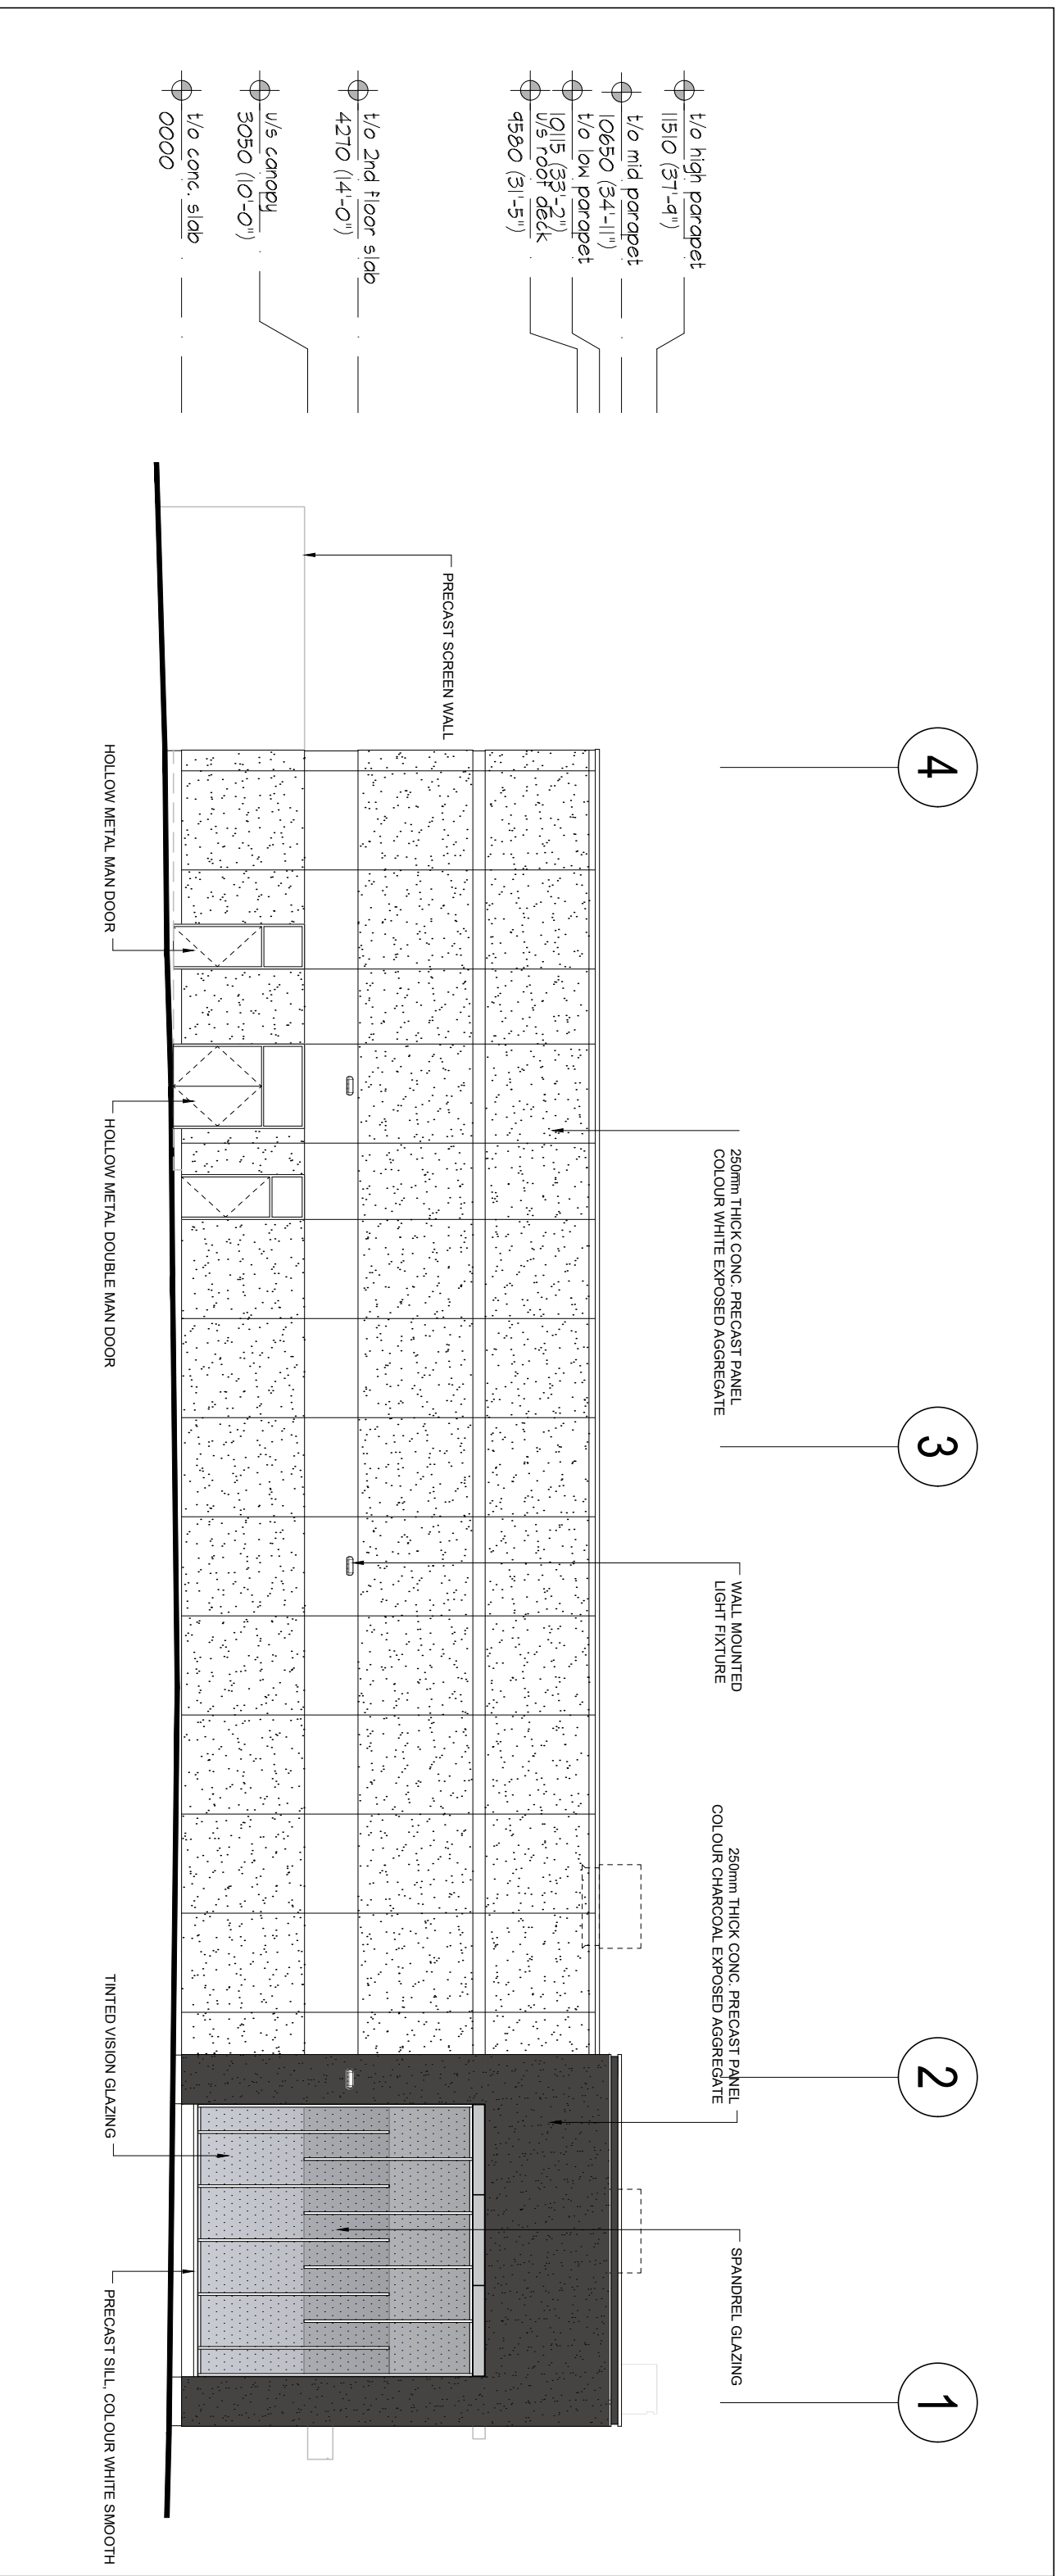 4
3
2
1
t/o high parapet
11510 (37'-9")
t/o mid parapet
10650 (34'-11")
t/o low parapet
10115 (33'-2")
u/s roof deck
9580 (31'-5")
t/o 2nd floor slab
4270 (14'-0")
u/s canopy
3050 (10'-0")
t/o conc. slab
0000
PRECAST SCREEN WALL
250mm THICK CONC. PRECAST PANEL
COLOUR WHITE EXPOSED AGGREGATE
WALL MOUNTED
LIGHT FIXTURE
250mm THICK CONC. PRECAST PANEL
COLOUR CHARCOAL EXPOSED AGGREGATE
SPANDREL GLAZING
HOLLOW METAL MAN DOOR
HOLLOW METAL DOUBLE MAN DOOR
TINTED VISION GLAZING
PRECAST SILL, COLOUR WHITE SMOOTH